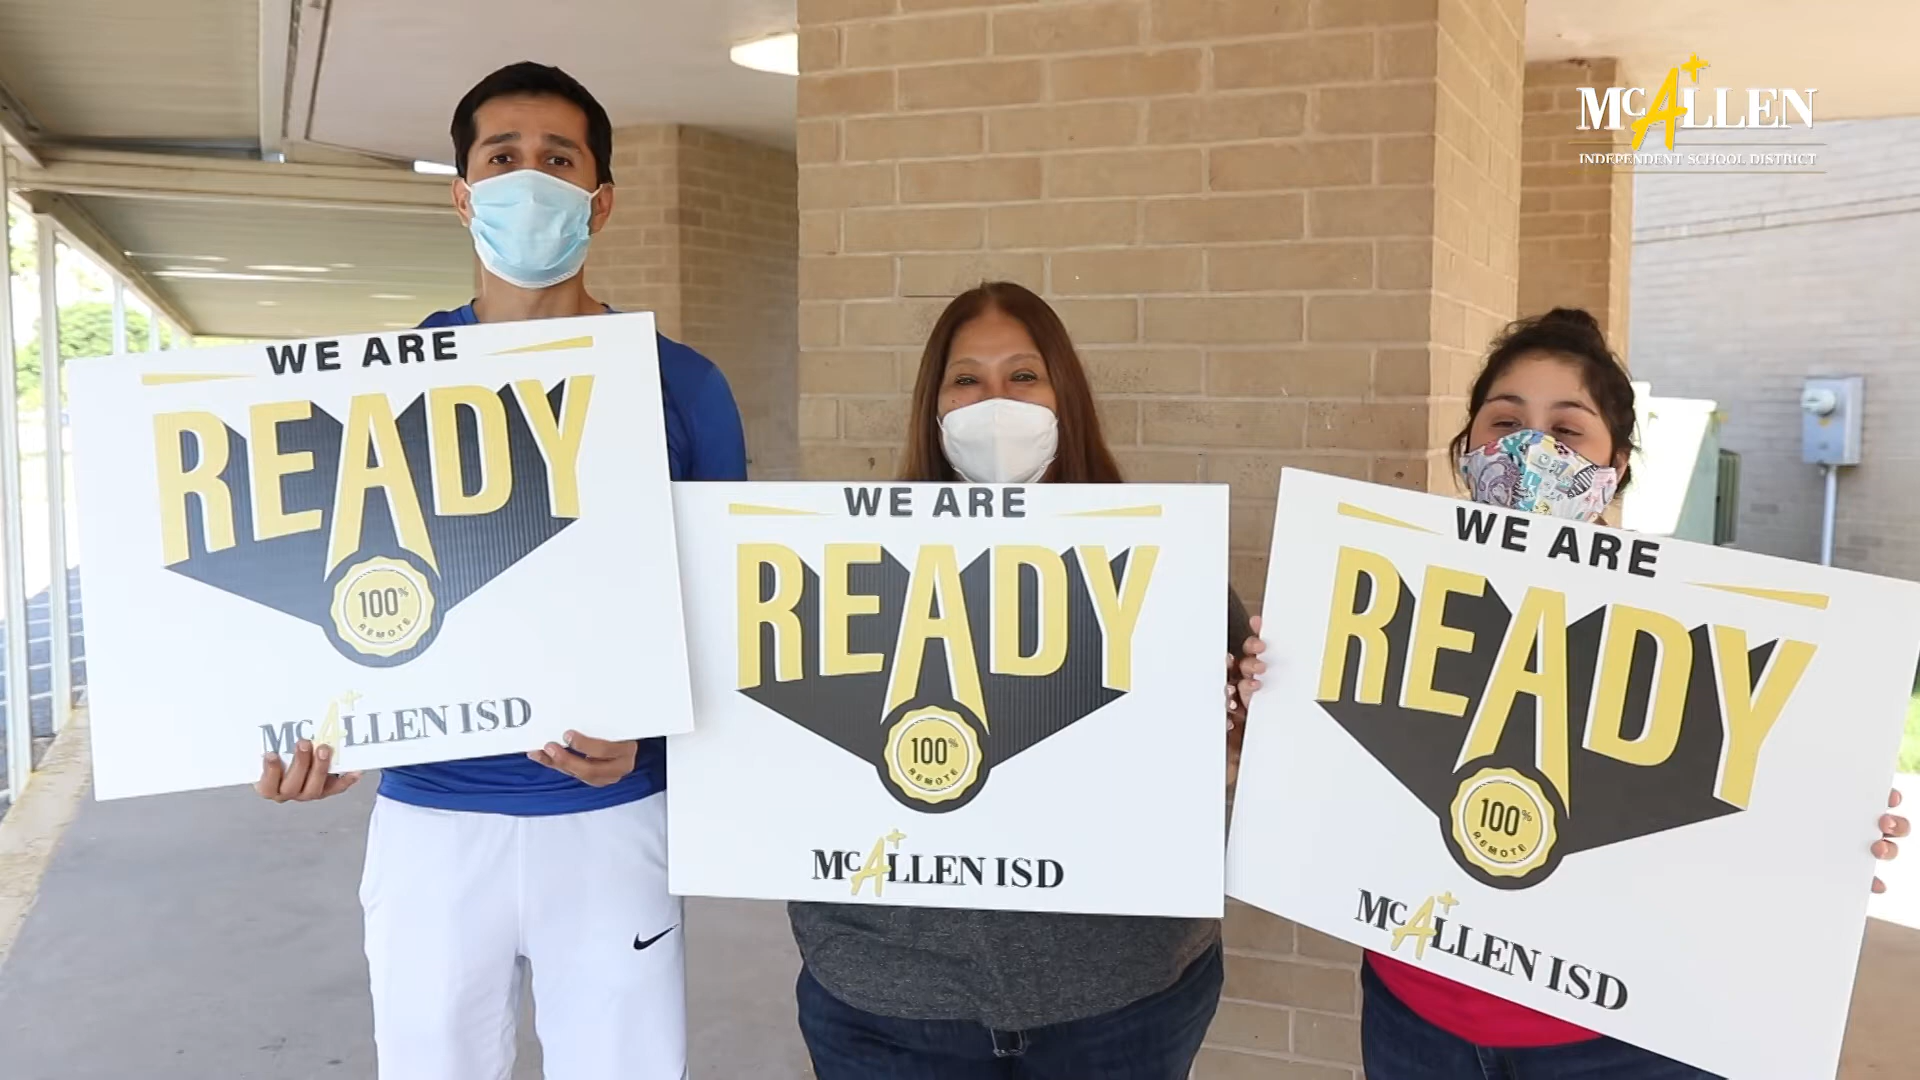 McALLEN
INDEPENDENT SCHOOL DISTRICT
WE ARE
READY
100%
REMOTE
McALLEN ISD
WE ARE
READY
100%
REMOTE
McALLEN ISD
WE ARE
READY
100%
REMOTE
McALLEN ISD